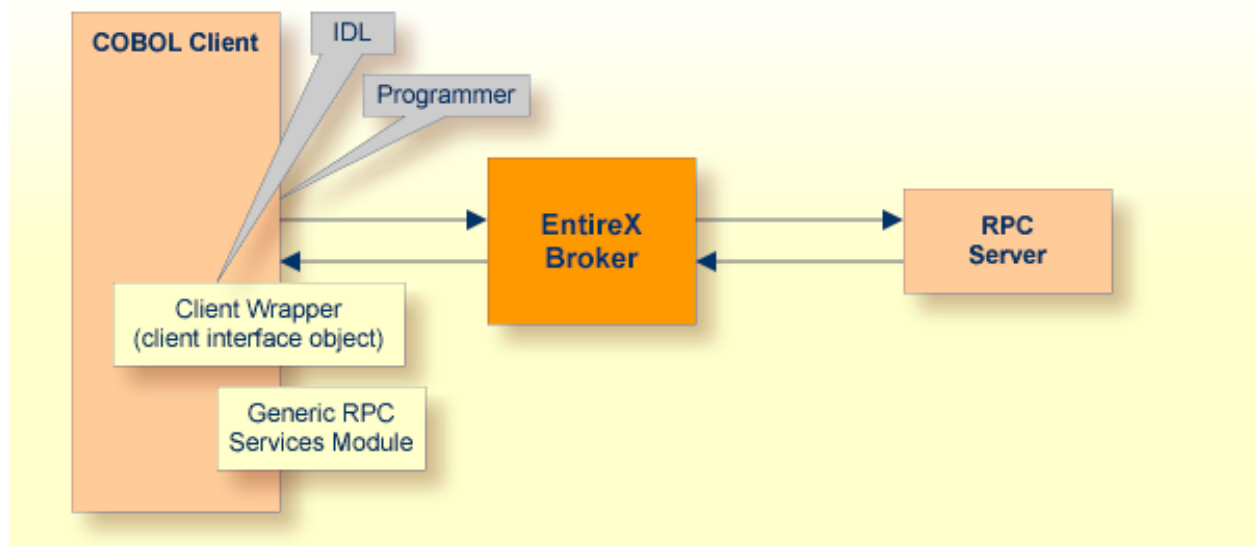 COBOL Client
IDL
Programmer
EntireX
Broker
RPC
Server
Client Wrapper
(client interface object)
Generic RPC
Services Module